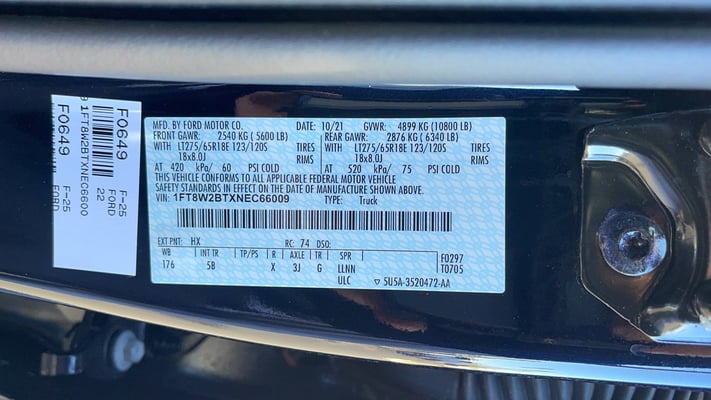 F0649
F-25
FORD
22
1FT8W2BTXNEC6600
F0649
F-25
FORD
MFD. BY FORD MOTOR CO. 10/21 GVWR: 4899 KG (10800 LB)
FRONT GAWR: 2540 KG ( 5600 LB) REAR GAWR: 2876 KG ( 6340 LB)
WITH LT275/65R18E 123/120S TIRES WITH LT275/65R18E 123/120S TIRES
18x8.0J RIMS 18x8.0J RIMS
AT 420 kPa/ 60 PSI COLD AT 520 kPa/ 75 PSI COLD
THIS VEHICLE CONFORMS TO ALL APPLICABLE FEDERAL MOTOR VEHICLE
SAFETY STANDARDS IN EFFECT ON THE DATE OF MANUFACTURE SHOWN ABOVE.
VIN: 1FT8W2BTXNEC66009 TYPE: Truck
EXT PNT: HX RC: 74 DSO:
WB INT TR TP/PS R AXLE TR SPR F0297
176 5B X 3J G LLNN T0705
ULC ▽ 5U5A-3520472-AA